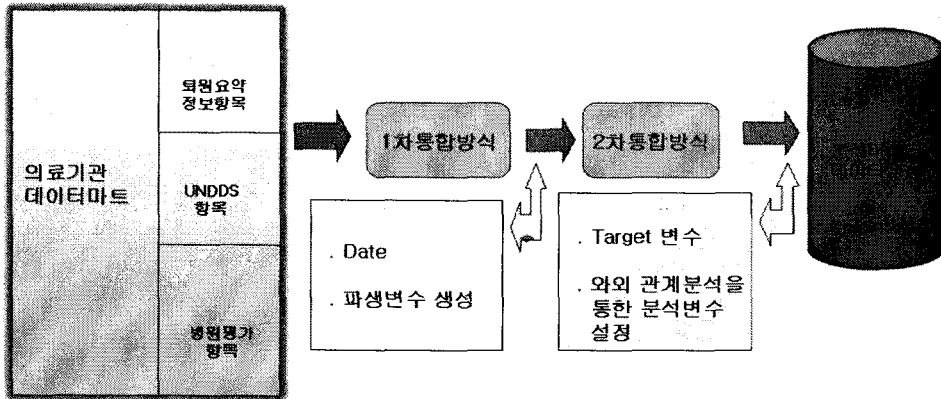 퇴원요약
정보항목
의료기관
데이터마트
UNDDS
항목
병원평가
항목
1차통합방식
. Date
. 파생변수 생성
2차통합방식
. Target 변수
. 와의 관계분석을
통한 분석변수
설정